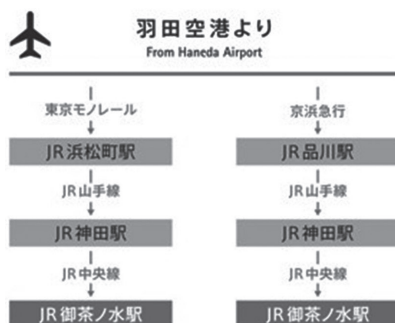 羽田空港より
From Haneda Airport
東京モノレール
JR浜松町駅
JR山手線
JR神田駅
JR中央線
JR御茶ノ水駅
京浜急行
JR品川駅
JR山手線
JR神田駅
JR中央線
JR御茶ノ水駅